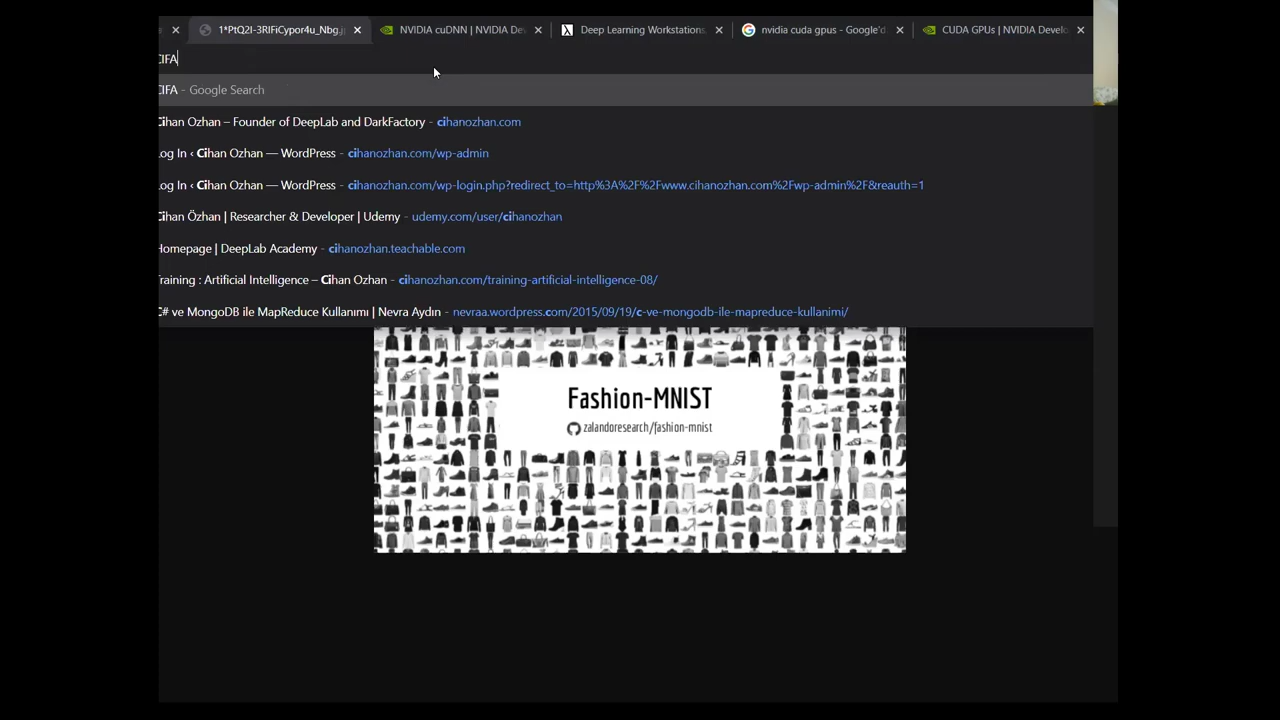 1*PtQ2I-3RlFiCypor4u_Nbg.j
NVIDIA cuDNN | NVIDIA De
Deep Learning Workstations,
nvidia cuda gpus - Google'd
CUDA GPUs | NVIDIA Develo
CIFA
CIFA - Google Search
Cihan Ozhan – Founder of DeepLab and DarkFactory - cihanozhan.com
Log In ‹ Cihan Ozhan — WordPress - cihanozhan.com/wp-admin
Log In ‹ Cihan Ozhan — WordPress - cihanozhan.com/wp-login.php?redirect_to=http%3A%2F%2Fwww.cihanozhan.com%2Fwp-admin%2F&reauth=1
Cihan Özhan | Researcher & Developer | Udemy - udemy.com/user/cihanozhan
Homepage | DeepLab Academy - cihanozhan.teachable.com
Training : Artificial Intelligence – Cihan Ozhan - cihanozhan.com/training-artificial-intelligence-08/
C# ve MongoDB ile MapReduce Kullanımı | Nevra Aydın - nevraa.wordpress.com/2015/09/19/c-ve-mongodb-ile-mapreduce-kullanimi/
Fashion-MNIST
zalandoresearch/fashion-mnist